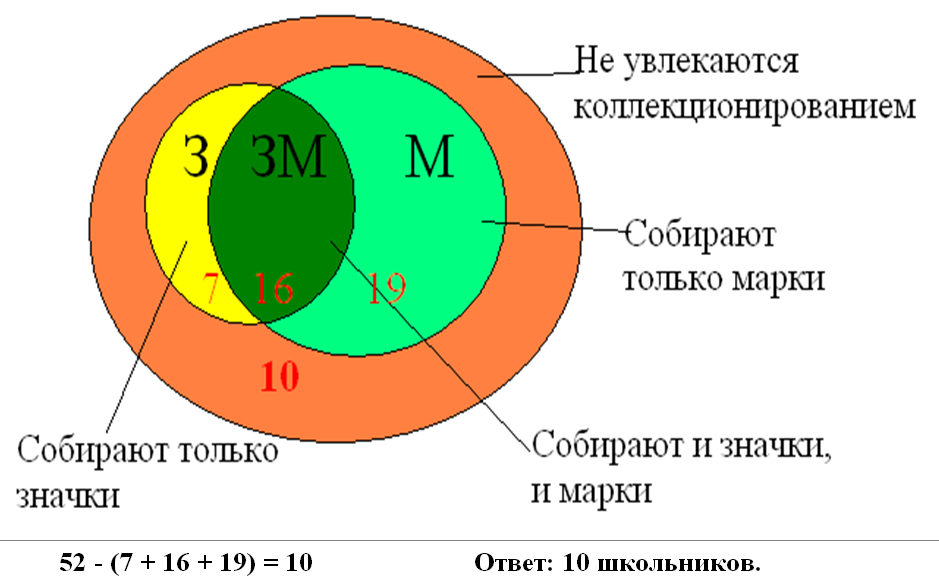 Не увлекаются
коллекционированием
З ЗМ М
Собирают
только марки
7 16 19
10
Собирают только
значки
Собирают и значки,
и марки
52 - (7 + 16 + 19) = 10 Ответ: 10 школьников.